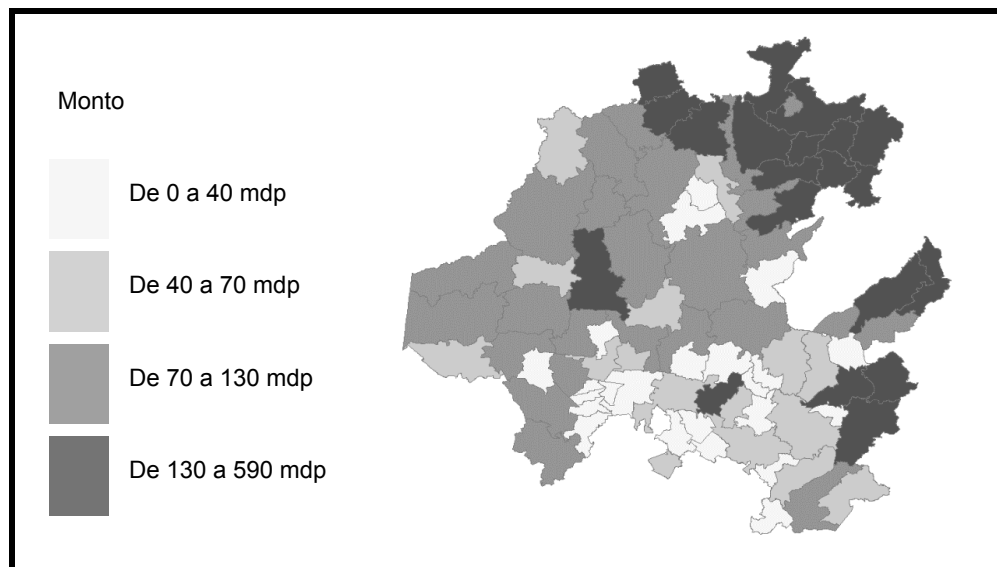 Monto
De 0 a 40 mdp
De 40 a 70 mdp
De 70 a 130 mdp
De 130 a 590 mdp